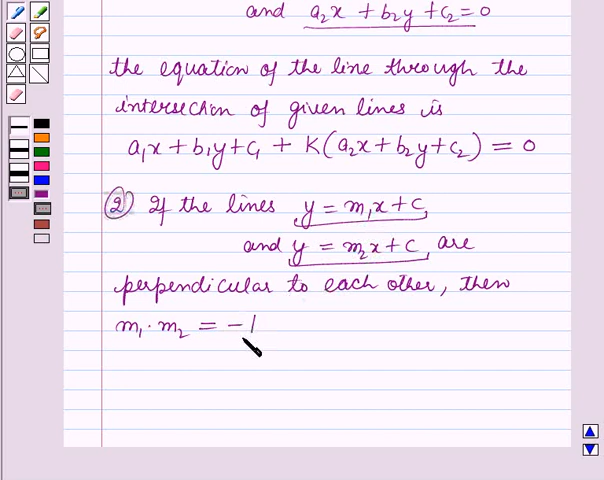 and a₂x + b₂y + c₂ = 0
the equation of the line through the
intersection of given lines is
a₁x + b₁y + c₁ + K(a₂x + b₂y + c₂) = 0
② If the lines y = m₁x + c,
and y = m₂x + c, are
perpendicular to each other, then
m₁ · m₂ = -1